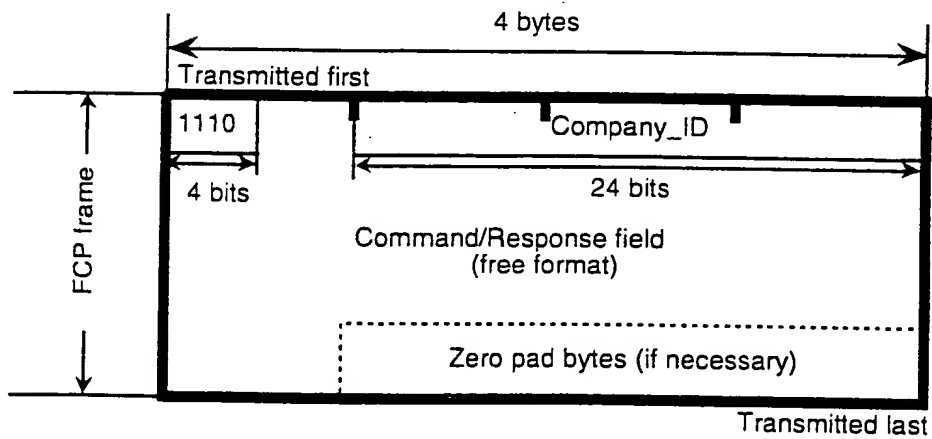 4 bytes
Transmitted first
1110
Company_ID
4 bits
24 bits
FCP frame
Command/Response field
(free format)
Zero pad bytes (if necessary)
Transmitted last